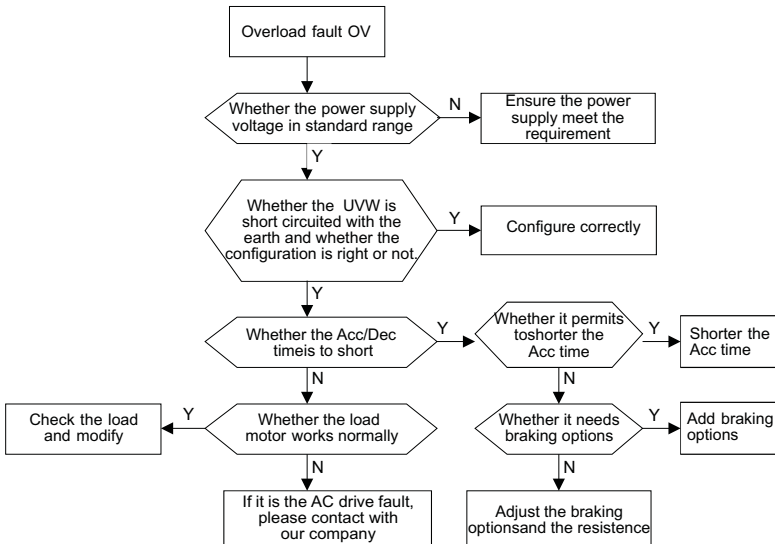 Overload fault OV
Whether the power supply
voltage in standard range
N
Ensure the power
supply meet the
requirement
Y
Whether the UVW is
short circuited with the
earth and whether the
configuration is right or not.
Y
Configure correctly
Y
Whether the Acc/Dec
timeis to short
Y
Whether it permits
toshorter the
Acc time
Y
Shorter the
Acc time
N
N
Check the load
and modify
Y
Whether the load
motor works normally
Whether it needs
braking options
Y
Add braking
options
N
N
If it is the AC drive fault,
please contact with
our company
Adjust the braking
optionsand the resistence